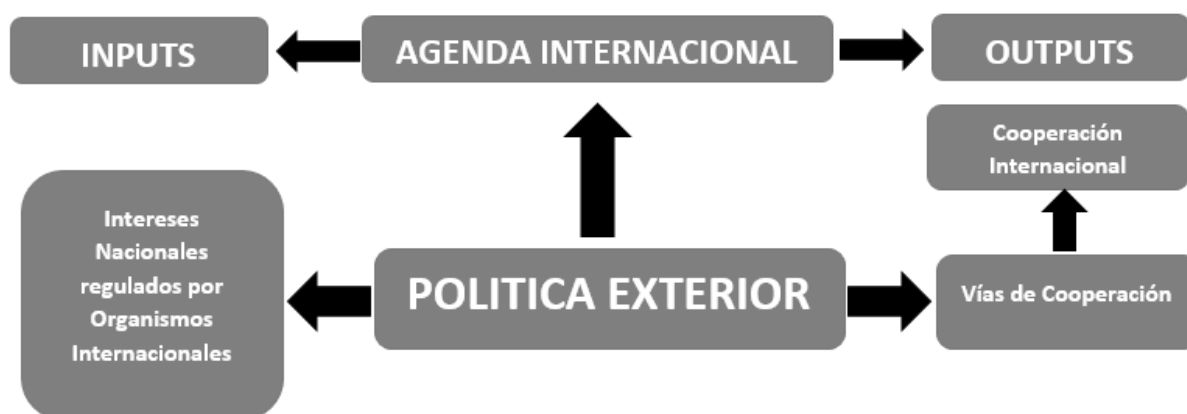 INPUTS
AGENDA INTERNACIONAL
OUTPUTS
Cooperación
Internacional
Intereses
Nacionales
regulados por
Organismos
Internacionales
POLITICA EXTERIOR
Vías de Cooperación